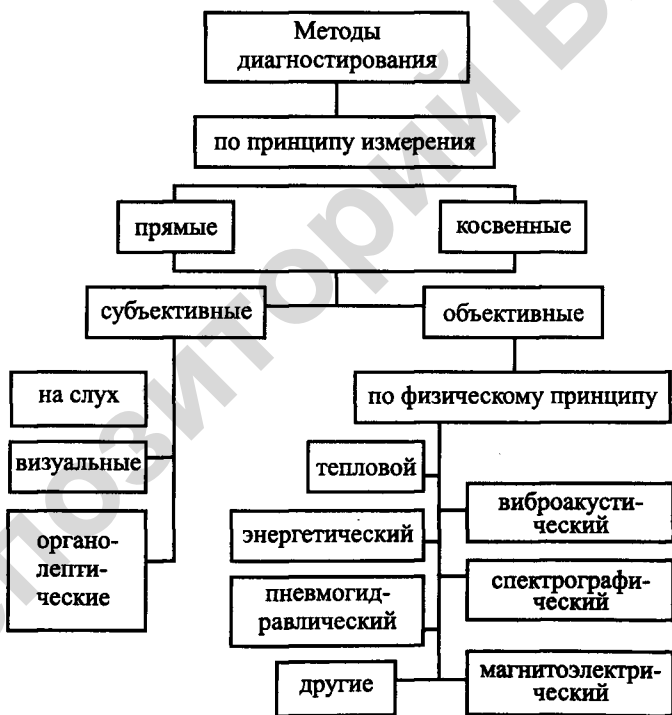 Методы
диагностирования
по принципу измерения
прямые
косвенные
субъективные
объективные
на слух
по физическому принципу
визуальные
тепловой
виброакусти-
ческий
органо-
лепти-
ческие
энергетический
спектрографи-
ческий
пневмогид-
равлический
другие
магнитоэлектри-
ческий